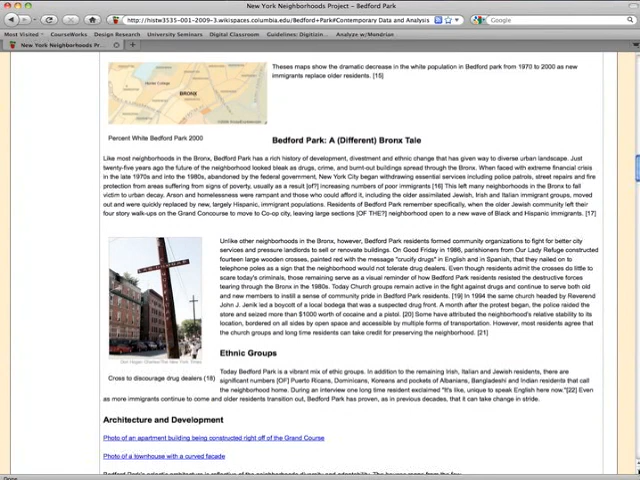 New York Neighborhoods Project – Bedford Park
http://histw3535-001-2009-3.wikispaces.columbia.edu/Bedford+Park#Contemporary Data and Analysis
Google
Most Visited CourseWorks Design Research University Seminars Digital Classroom Guidelines: Digitizin... Analyze w/Mondrian
New York Neighborhoods Pr...
BRONX
Theses maps show the dramatic decrease in the white population in Bedford park from 1970 to 2000 as new
immigrants replace older residents. [15]
Percent White Bedford Park 2000
Bedford Park: A (Different) Bronx Tale
Like most neighborhoods in the Bronx, Bedford Park has a rich history of development, divestment and ethnic change that has given way to diverse urban landscape. Just
twenty-five years ago the future of the neighborhood looked bleak as drugs, crime, and burnt-out buildings spread through the Bronx. When faced with extreme financial crisis
in the late 1970s and into the 1980s, abandoned by the federal government, New York City began withdrawing essential services including police patrols, street repairs and fire
protection from areas suffering from signs of poverty, usually as a result [of?] increasing numbers of poor immigrants [16] This left many neighborhoods in the Bronx to fall
victim to urban decay. Arson and homelessness were rampant and those who could afford it, including the older assimilated Jewish, Irish and Italian immigrant groups, moved
out and were quickly replaced by new, largely Hispanic, immigrant populations. Residents of Bedford Park remember specifically, when the older Jewish community left their
four story walk-ups on the Grand Concourse to move to Co-op city, leaving large sections [OF THE?] neighborhood open to a new wave of Black and Hispanic Immigrants. [17]
Unlike other neighborhoods in the Bronx, however, Bedford Park residents formed community organizations to fight for better city
services and pressure landlords to sell or renovate buildings. On Good Friday in 1986, parishioners from Our Lady Refuge constructed
fourteen large wooden crosses, painted red with the message "crucify drugs" in English and in Spanish, that they nailed on to
telephone poles as a sign that the neighborhood would not tolerate drug dealers. Even though residents admit the crosses do little to
scare today's criminals, those remaining serve as a visual reminder of how Bedford Park residents resisted the destructive forces
tearing through the Bronx in the 1980s. Today Church groups remain active in the fight against drugs and continue to serve both old
and new members to instill a sense of community pride in Bedford Park residents. [19] In 1994 the same church headed by Reverend
John J. Jenik led a boycott of a local bodega that was a suspected drug front. A month after the protest began, the police raided the
store and seized more than $1000 worth of cocaine and a pistol. [20] Some have attributed the neighborhood's relative stability to its
location, bordered on all sides by open space and accessible by multiple forms of transportation. However, most residents agree that
the church groups and long time residents can take credit for preserving the neighborhood. [21]
Cross to discourage drug dealers (18)
Ethnic Groups
Today Bedford Park is a vibrant mix of ethnic groups. In addition to the remaining Irish, Italian and Jewish residents, there are
significant numbers [OF] Puerto Ricans, Dominicans, Koreans and pockets of Albanians, Bangladeshi and Indian residents that call
the neighborhood home. During an interview one long time resident exclaimed "It's like, unique to speak English here now."[22] Even
as more immigrants continue to come and older residents transition out, Bedford Park has proven, as in previous decades, that it can take change in stride.
Architecture and Development
Photo of an apartment building being constructed right off of the Grand Course
Photo of a townhouse with a curved facade
Done